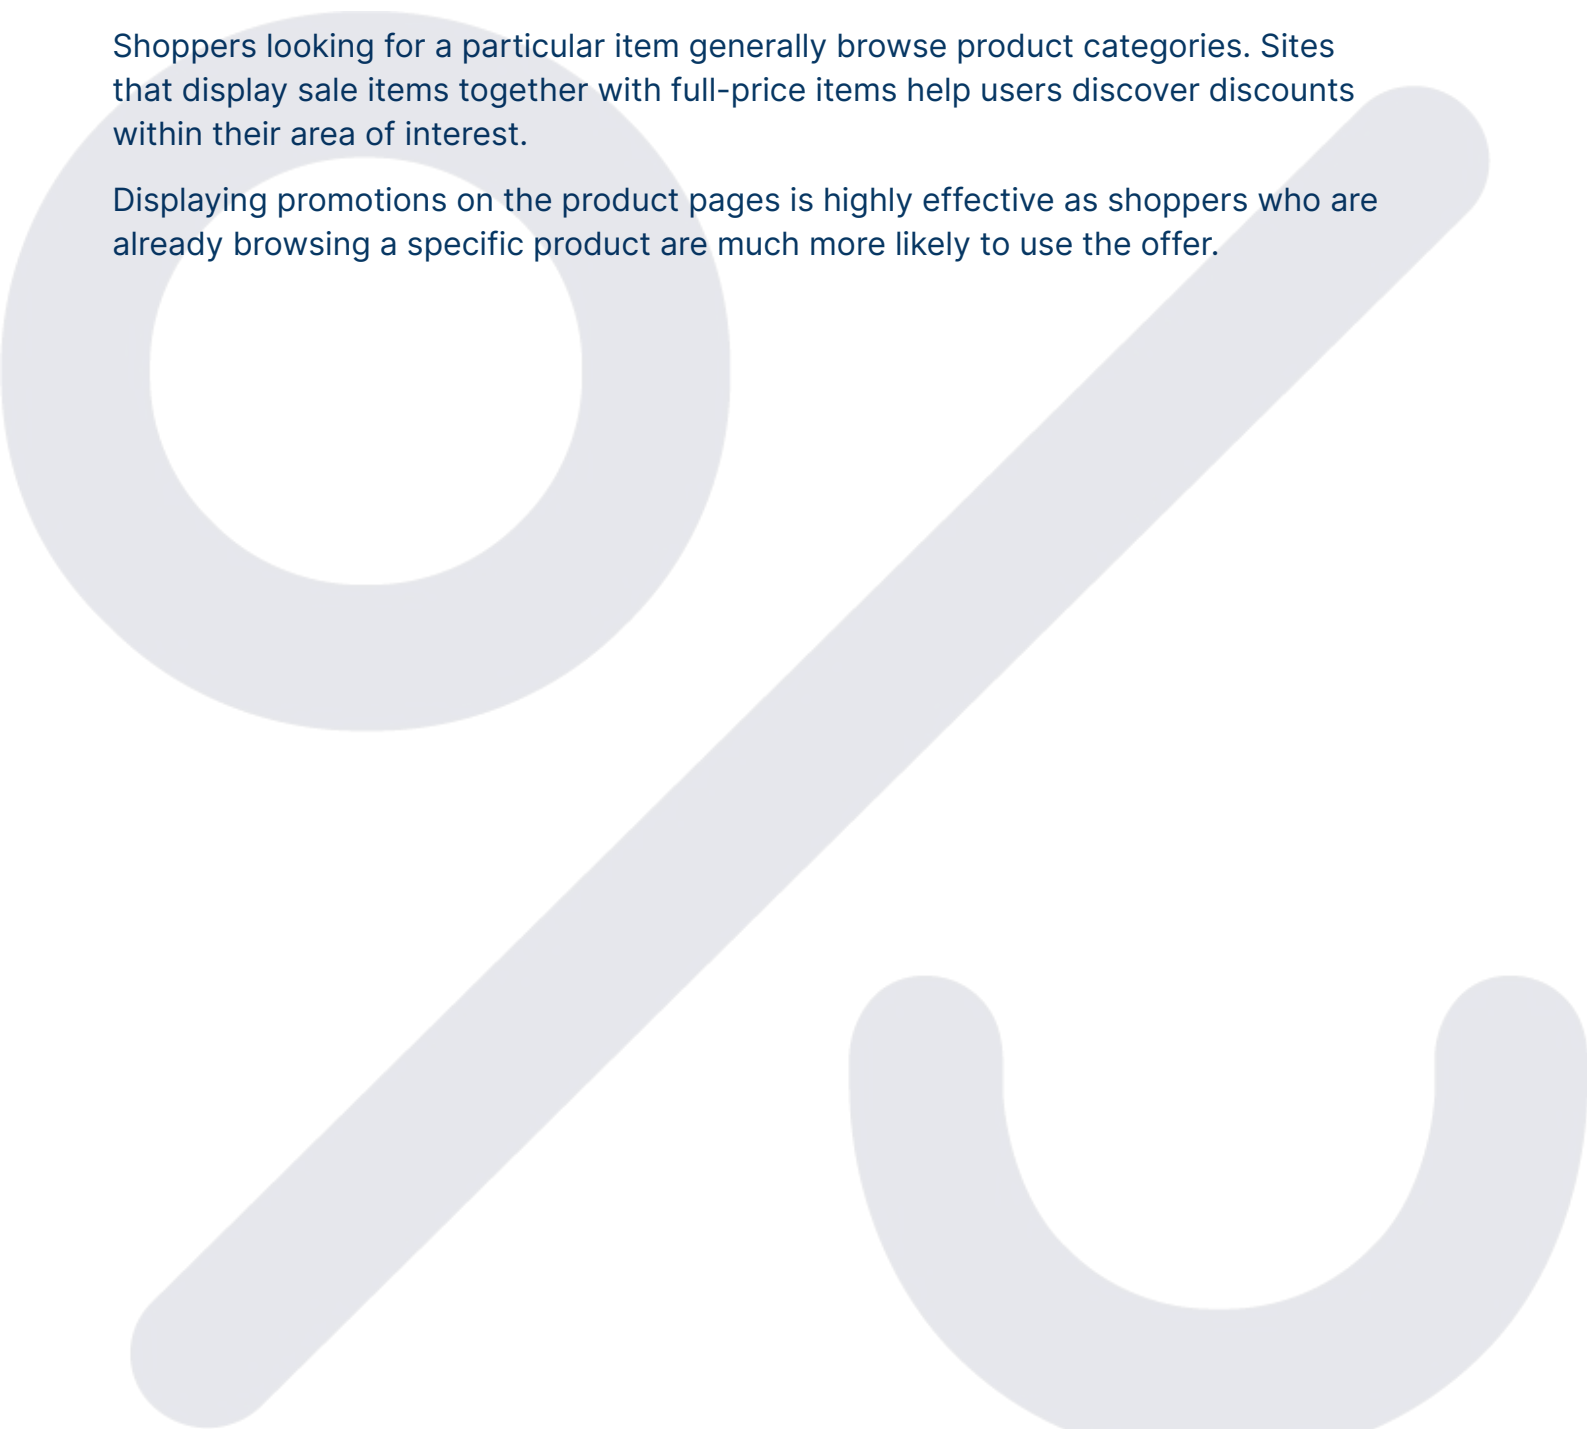 Shoppers looking for a particular item generally browse product categories. Sites
that display sale items together with full-price items help users discover discounts
within their area of interest.
Displaying promotions on the product pages is highly effective as shoppers who are
already browsing a specific product are much more likely to use the offer.